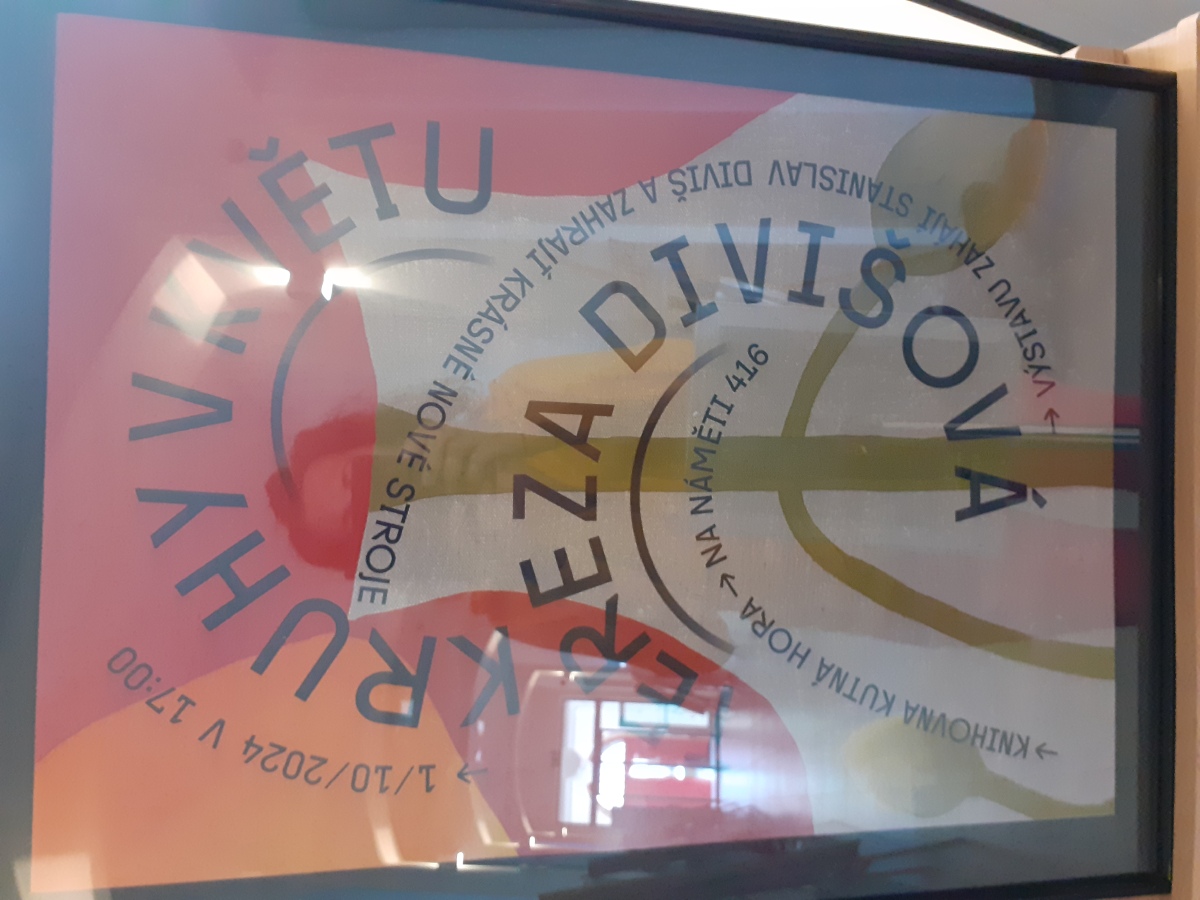 → 1/10/2024 V 17:00
KRUHY V KVĚTU
TEREZA DIVIŠOVÁ
→ VÝSTAVU ZAHÁJÍ STANISLAV DIVIŠ A ZAHRAJÍ KRÁSNÉ NOVÉ STROJE
→ KNIHOVNA KUTNÁ HORA → NA NÁMĚTI 416